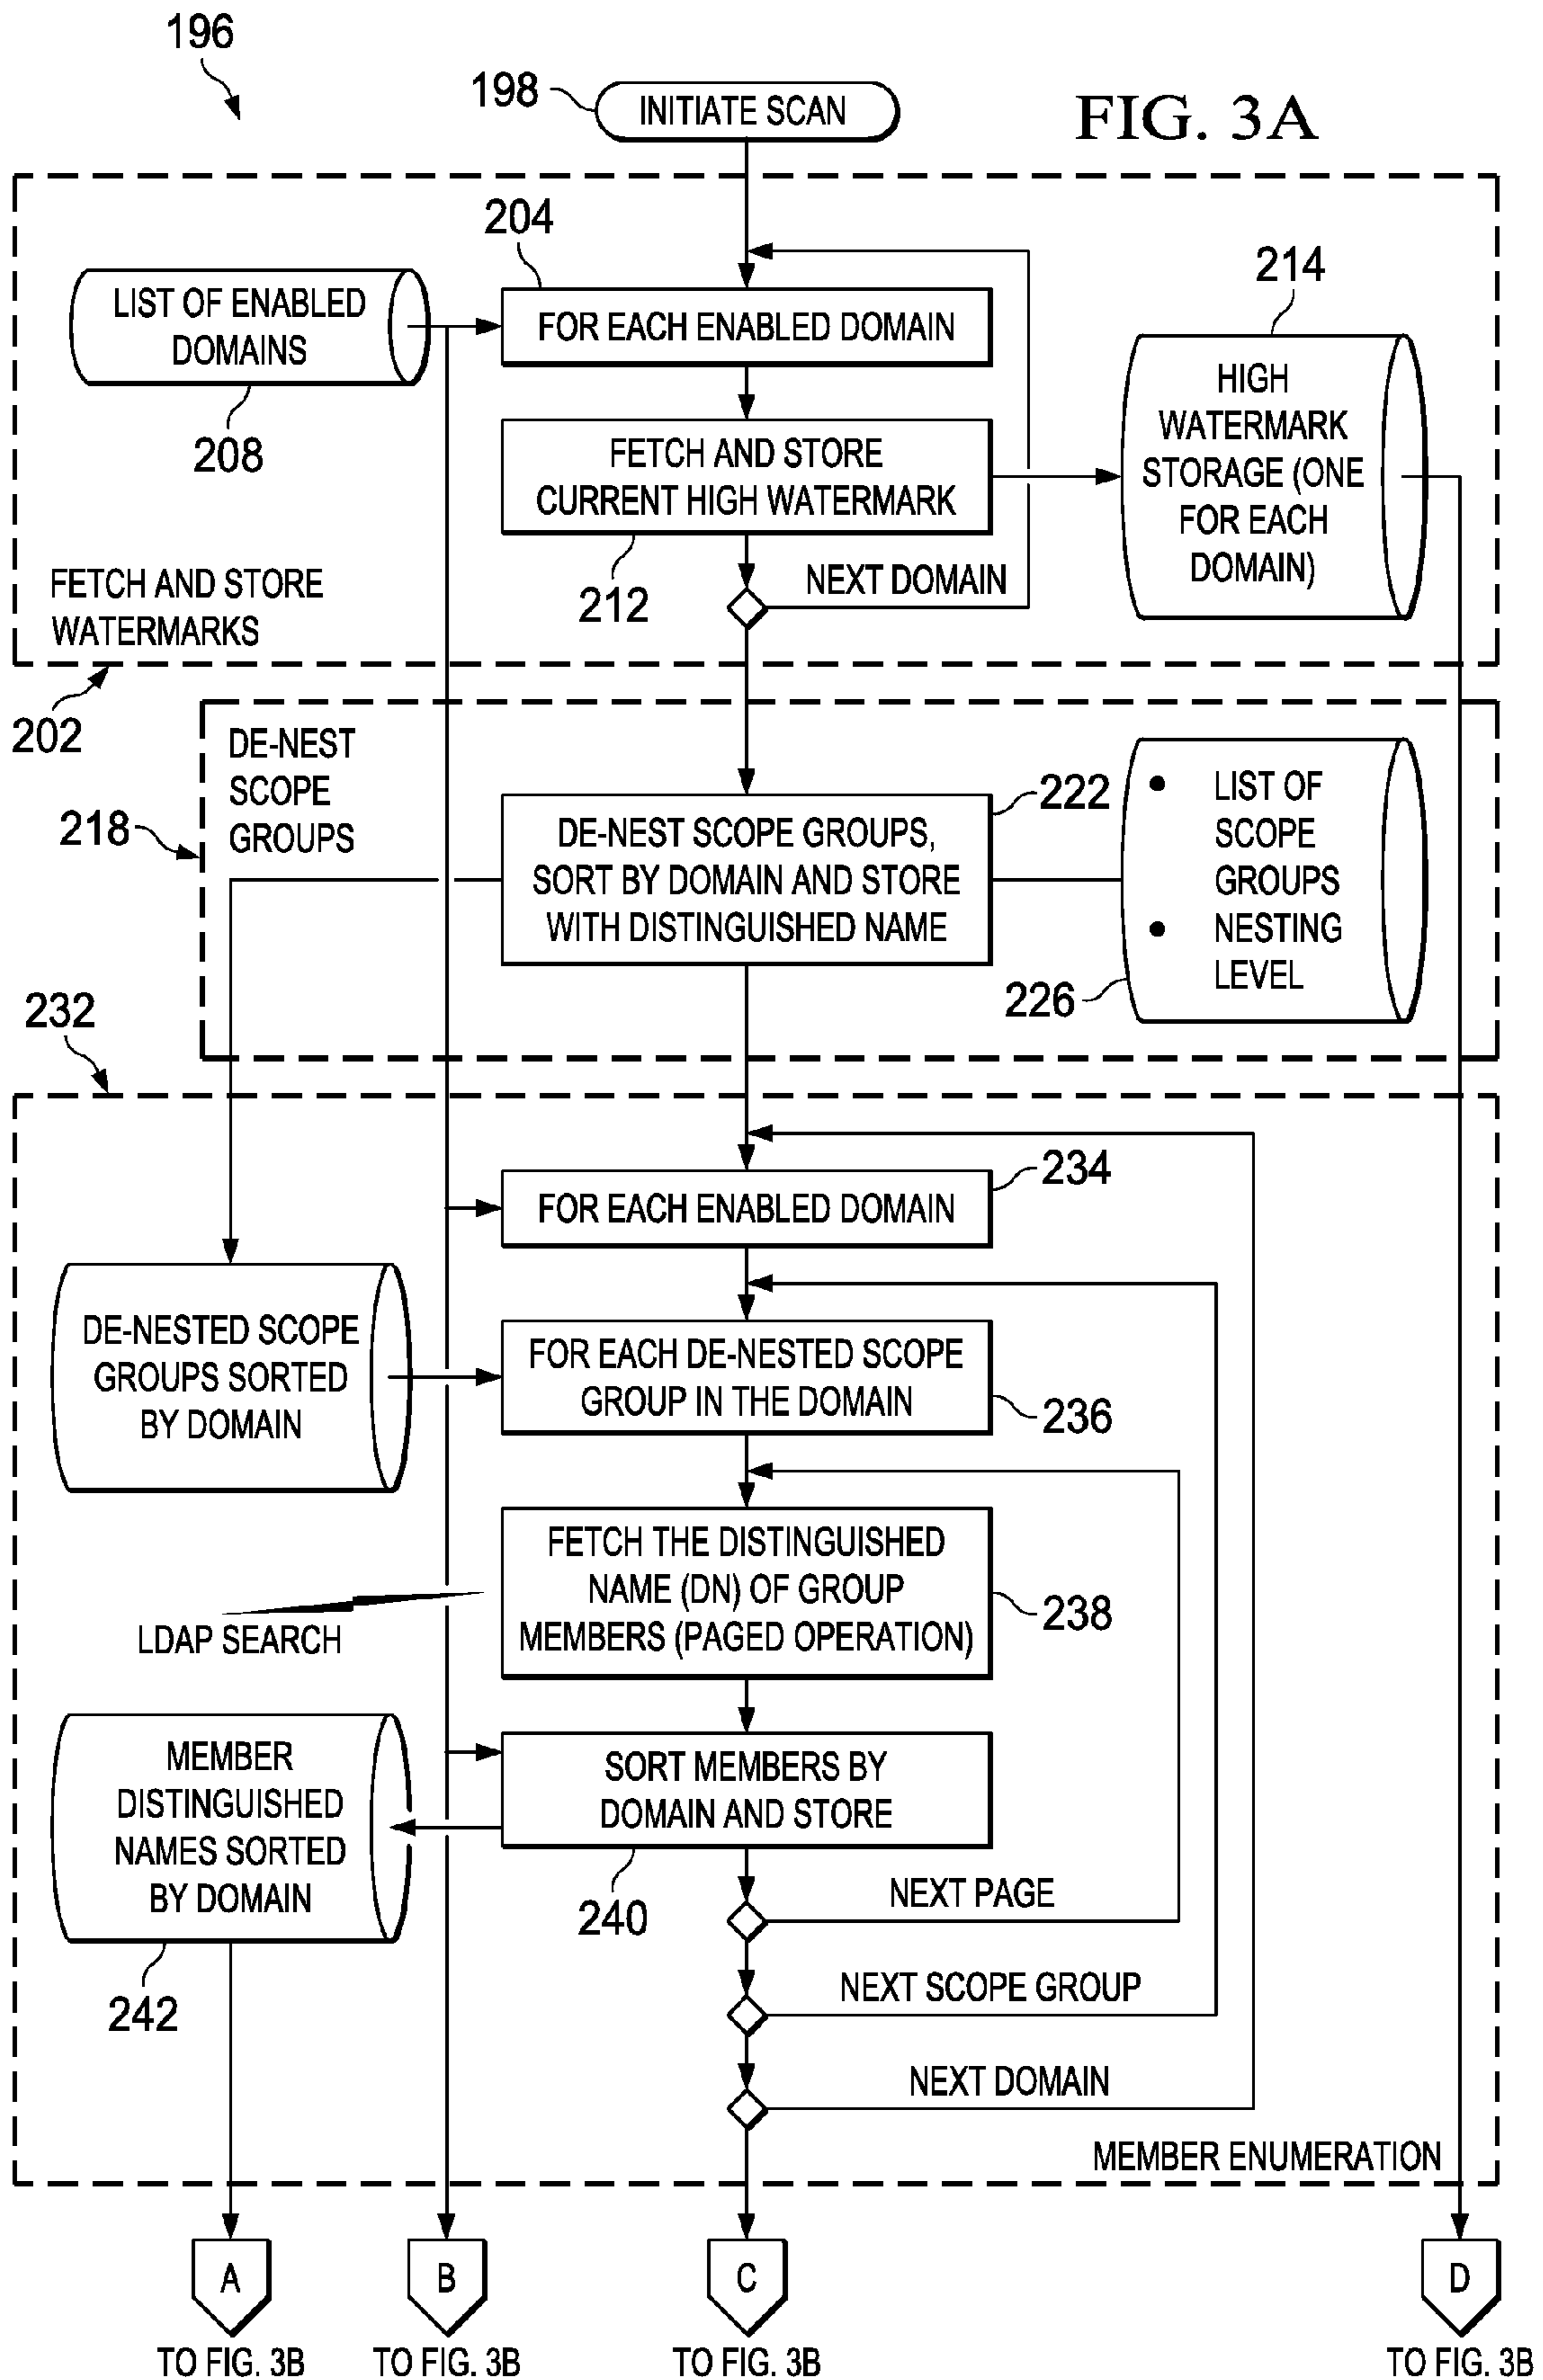 196
198
INITIATE SCAN
FIG. 3A
204
214
LIST OF ENABLED
DOMAINS
FOR EACH ENABLED DOMAIN
208
HIGH
WATERMARK
STORAGE (ONE
FOR EACH
DOMAIN)
FETCH AND STORE
CURRENT HIGH WATERMARK
212
NEXT DOMAIN
FETCH AND STORE
WATERMARKS
202
DE-NEST
SCOPE
GROUPS
218
222
DE-NEST SCOPE GROUPS,
SORT BY DOMAIN AND STORE
WITH DISTINGUISHED NAME
• LIST OF
SCOPE
GROUPS
• NESTING
LEVEL
226
232
234
FOR EACH ENABLED DOMAIN
DE-NESTED SCOPE
GROUPS SORTED
BY DOMAIN
FOR EACH DE-NESTED SCOPE
GROUP IN THE DOMAIN
236
FETCH THE DISTINGUISHED
NAME (DN) OF GROUP
MEMBERS (PAGED OPERATION)
238
LDAP SEARCH
MEMBER
DISTINGUISHED
NAMES SORTED
BY DOMAIN
SORT MEMBERS BY
DOMAIN AND STORE
240
NEXT PAGE
242
NEXT SCOPE GROUP
NEXT DOMAIN
MEMBER ENUMERATION
A
B
C
D
TO FIG. 3B
TO FIG. 3B
TO FIG. 3B
TO FIG. 3B